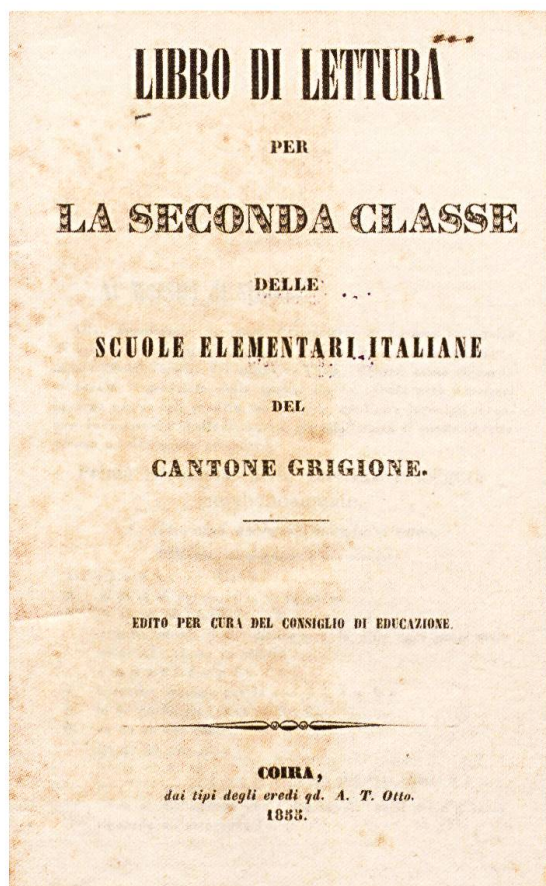 LIBRO DI LETTURA
PER
LA SECONDA CLASSE
DELLE
SCUOLE ELEMENTARI ITALIANE
DEL
CANTONE GRIGIONE.
EDITO PER CURA DEL CONSIGLIO DI EDUCAZIONE.
COIRA,
dai tipi degli eredi qd. A. T. Otto.
1855.